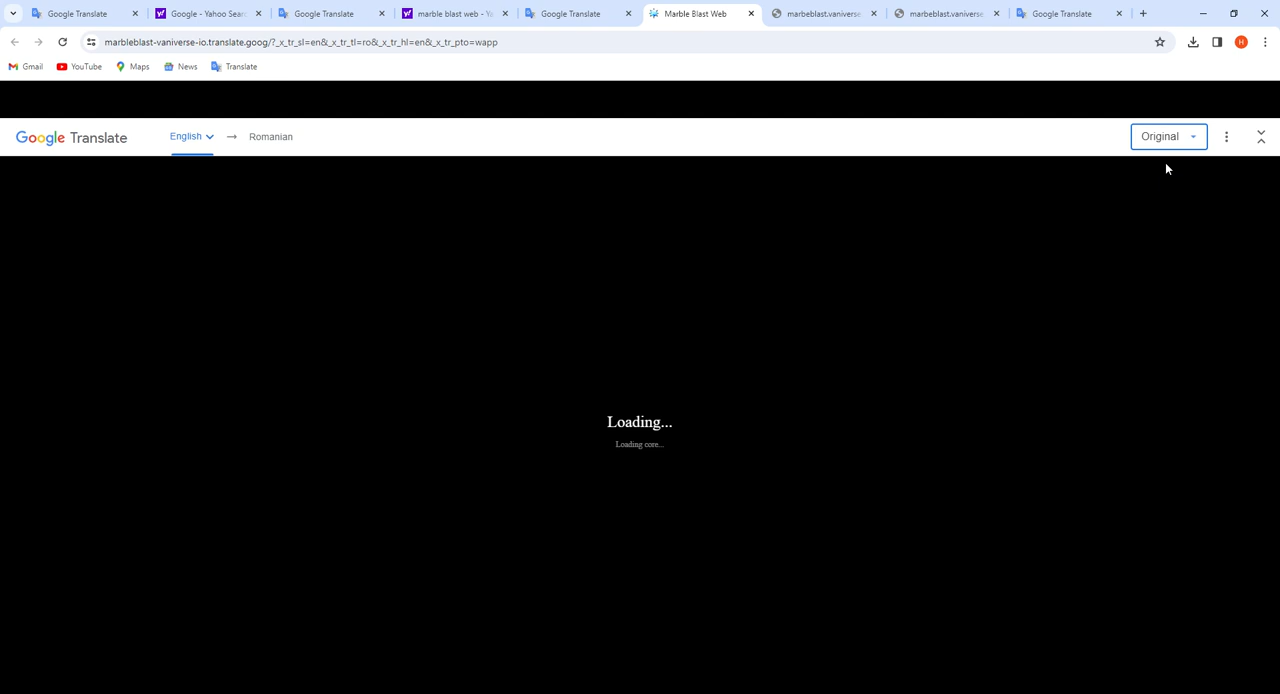 Google Translate
Google - Yahoo Sear
Google Translate
marble blast web - Ya
Google Translate
Marble Blast Web
marbeblast.vaniverse
marbeblast.vaniverse
Google Translate
marbleblast-vaniverse-io.translate.goog/?_x_tr_sl=en&_x_tr_tl=ro&_x_tr_hl=en&_x_tr_pto=wapp
H
Gmail
YouTube
Maps
News
Translate
Google Translate
English → Romanian
Original
Loading...
Loading core...